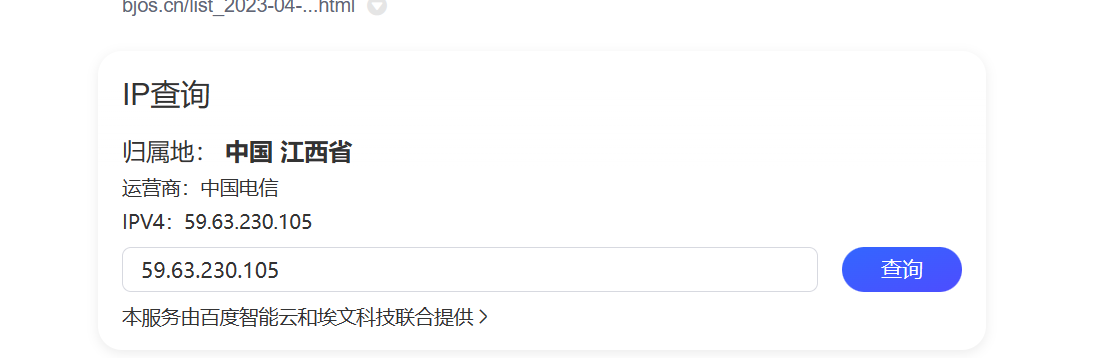 bjos.cn/list_2023-04-...html
IP查询
归属地： 中国 江西省
运营商：中国电信
IPV4：59.63.230.105
59.63.230.105
查询
本服务由百度智能云和埃文科技联合提供 >